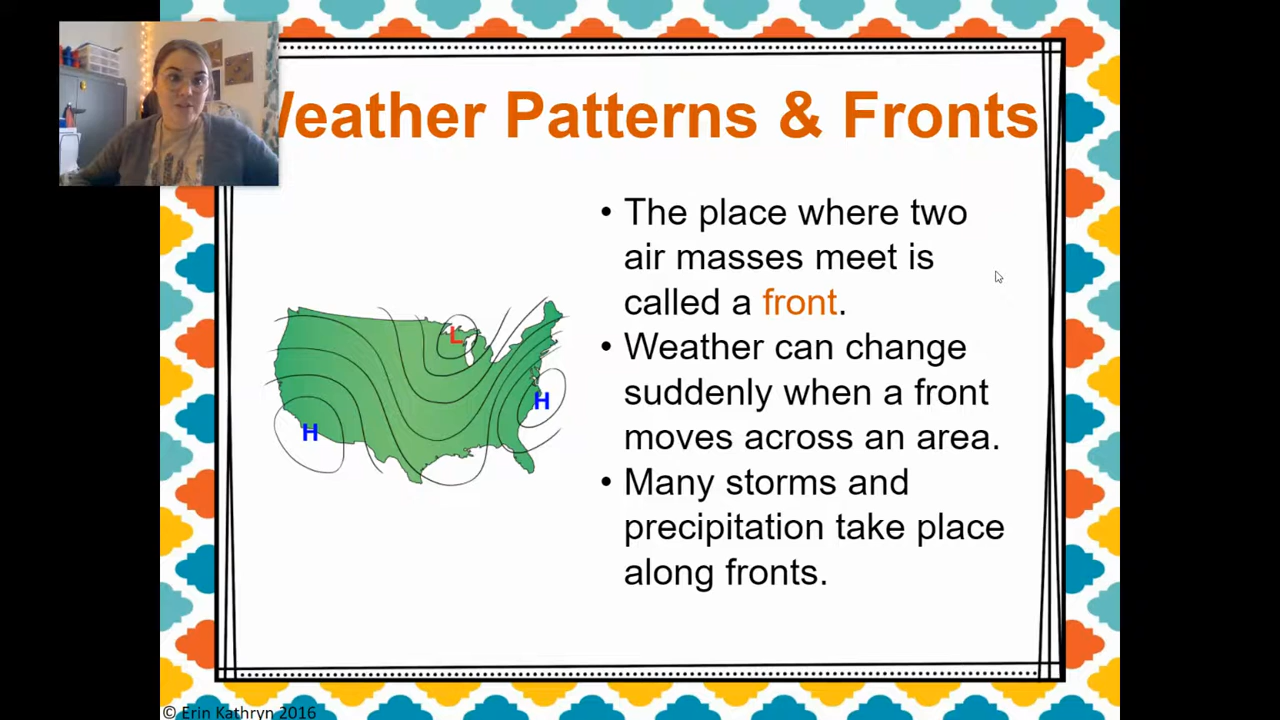 Weather Patterns & Fronts
• The place where two
air masses meet is
called a front.
• Weather can change
suddenly when a front
moves across an area.
• Many storms and
precipitation take place
along fronts.
L
H
H
© Erin Kathryn 2016